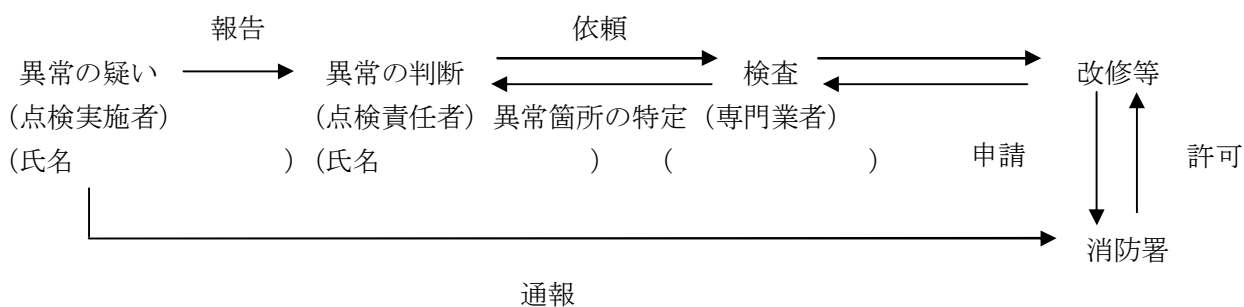 報告 依頼
異常の疑い 異常の判断 検査 改修等
(点検実施者) (点検責任者) 異常箇所の特定 (専門業者)
(氏名 ) (氏名 ) ( ) 申請 許可
消防署
通報